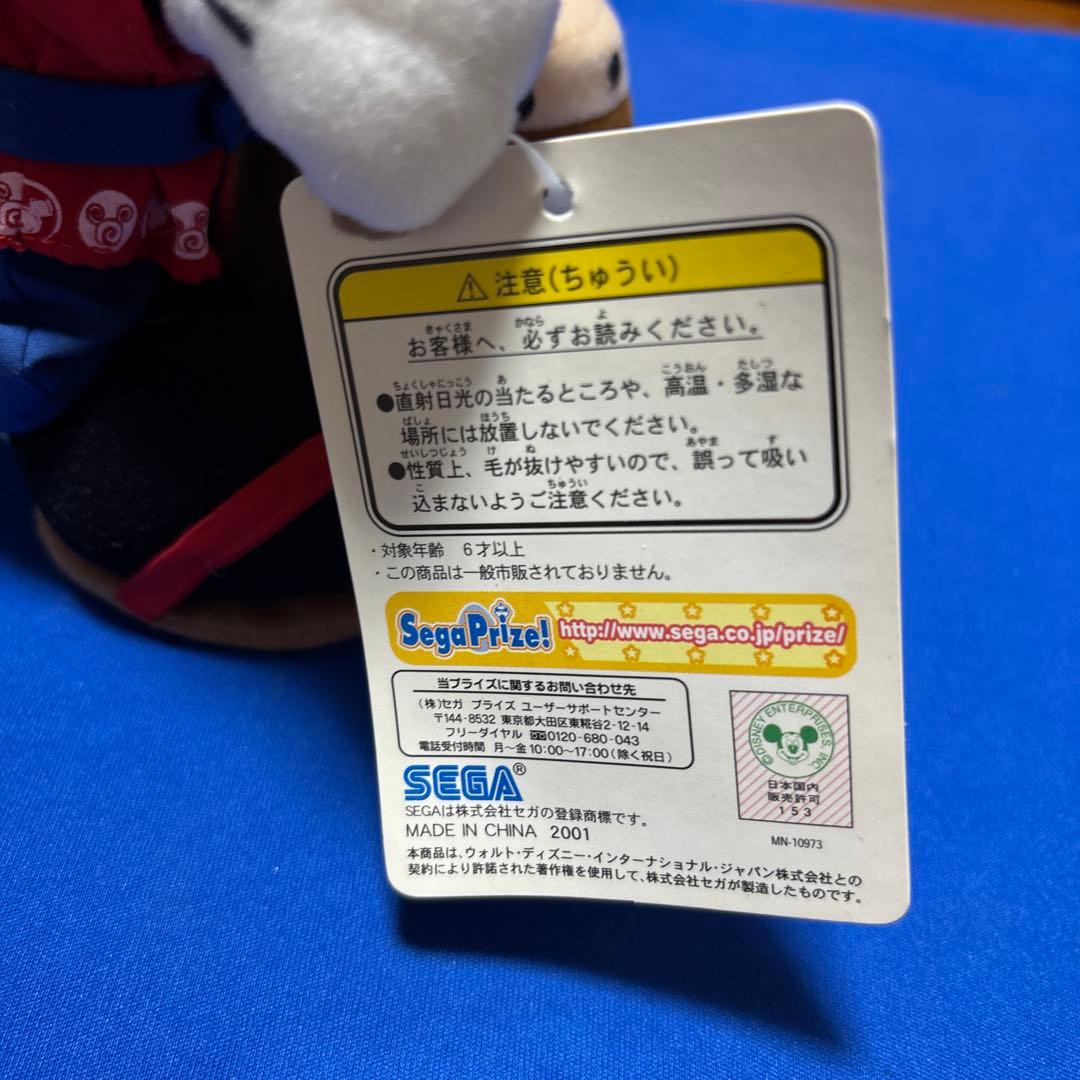 ⚠注意(ちゅうい)
お客様へ、必ずお読みください。
●直射日光の当たるところや、高温・多湿な
場所には放置しないでください。
●性質上、毛が抜けやすいので、誤って吸い
込まないようご注意ください。
・対象年齢 6才以上
・この商品は一般市販されておりません。
SegaPrize! http://www.sega.co.jp/prize/
当プライズに関するお問い合わせ先
(株)セガ プライズ ユーザーサポートセンター
〒144-8532 東京都大田区東糀谷2-12-14
フリーダイヤル 0120-680-043
電話受付時間 月～金10:00～17:00(除く祝日)
SEGA®
SEGAは株式会社セガの登録商標です。
MADE IN CHINA 2001
©DISNEY ENTERPRISES, INC.
日本国内
販売許可
153
MN-10973
本商品は、ウォルト・ディズニー・インターナショナル・ジャパン株式会社との
契約により許諾された著作権を使用して、株式会社セガが製造したものです。